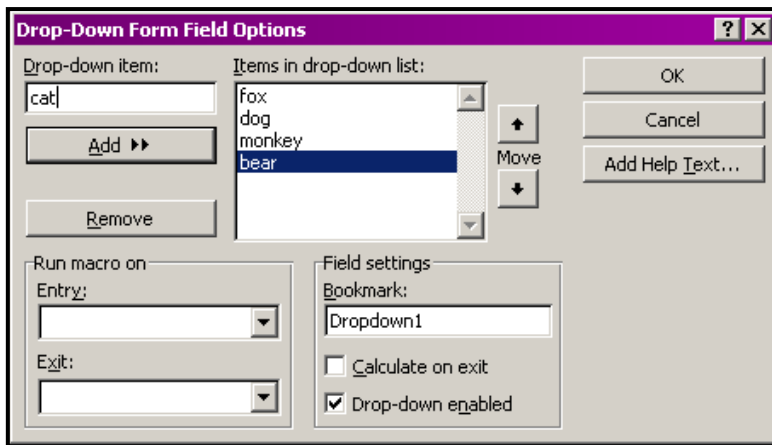 Drop-Down Form Field Options
Drop-down item:
cat
Add
Remove
Items in drop-down list:
fox
dog
monkey
bear
Move
OK
Cancel
Add Help Text...
Run macro on
Entry:
Exit:
Field settings
Bookmark:
Dropdown1
Calculate on exit
Drop-down enabled